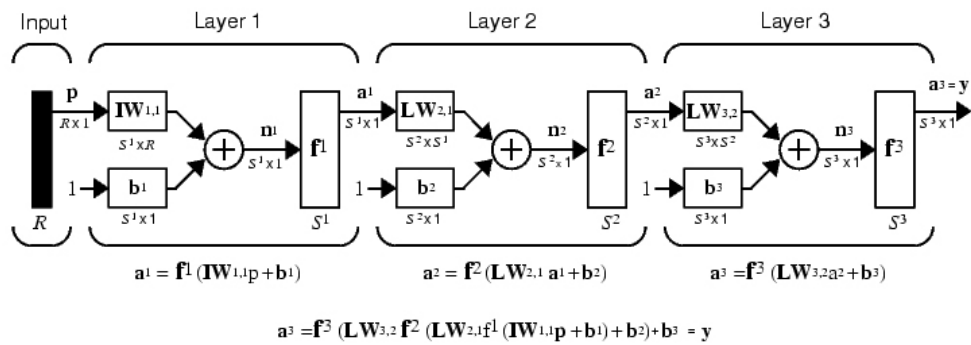 Input Layer 1 Layer 2 Layer 3
p a1 a2 a3 = y
IW1,1 LW2,1 LW3,2
R x 1 S1 x 1 S2 x 1 S3 x 1
n1 n2 n3
S1 x R S2 x S1 S3 x S2
+ f1 + f2 + f3
S1 x 1 S2 x 1 S3 x 1
1 b1 1 b2 1 b3
R S1 x 1 S1 S2 x 1 S2 S3 x 1 S3
a1 = f1 (IW1,1p + b1) a2 = f2 (LW2,1 a1 + b2) a3 = f3 (LW3,2a2 + b3)
a3 = f3 (LW3,2 f2 (LW2,1f1 (IW1,1p + b1) + b2) + b3 = y